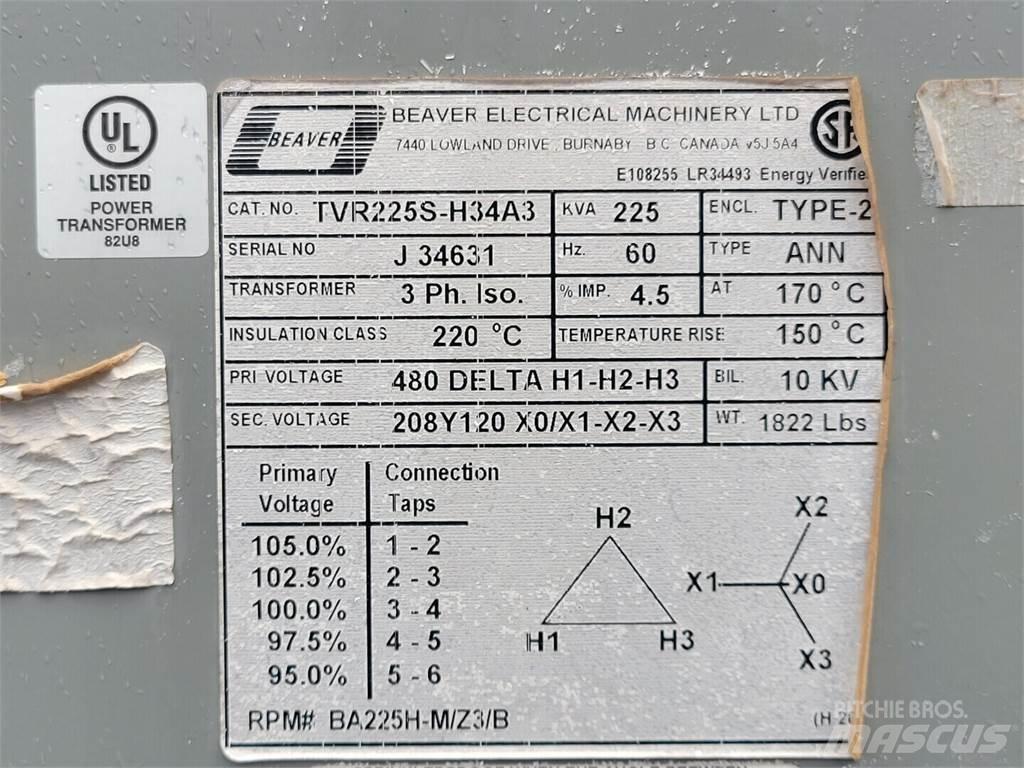 UL
LISTED
POWER
TRANSFORMER
82U8
BEAVER
BEAVER ELECTRICAL MACHINERY LTD
7440 LOWLAND DRIVE, BURNABY B.C. CANADA V5J 5A4
E108255 LR34493 Energy Verifie
CAT. NO. TVR225S-H34A3 KVA 225 ENCL. TYPE-2
SERIAL NO J 34631 Hz. 60 TYPE ANN
TRANSFORMER 3 Ph. Iso. % IMP. 4.5 AT 170 °C
INSULATION CLASS 220 °C TEMPERATURE RISE 150 °C
PRI VOLTAGE 480 DELTA H1-H2-H3 BIL. 10 KV
SEC. VOLTAGE 208Y120 X0/X1-X2-X3 WT. 1822 Lbs
Primary Connection
Voltage Taps
105.0% 1 - 2
102.5% 2 - 3
100.0% 3 - 4
97.5% 4 - 5
95.0% 5 - 6
H2
H1 H3
X2
X1 X0
X3
RPM# BA225H-M/Z3/B
(H-20
RITCHIE BROS.
MASCUS